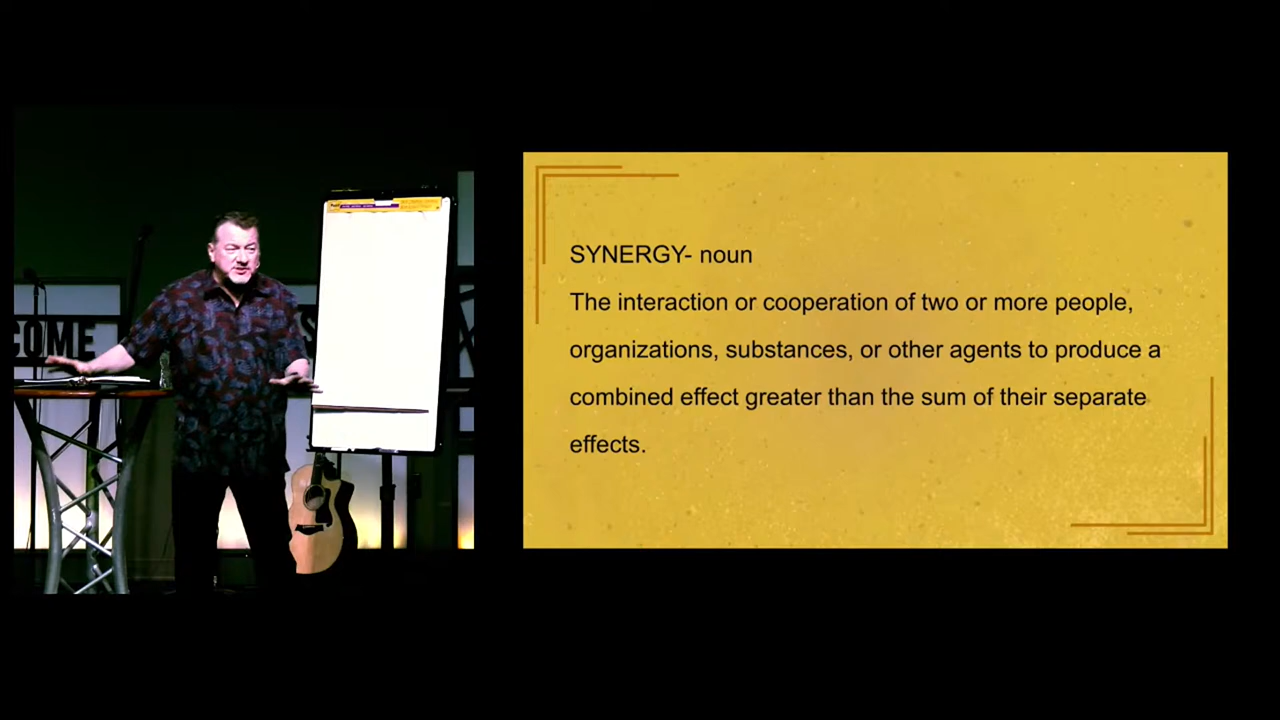 COME
SYNERGY- noun
The interaction or cooperation of two or more people,
organizations, substances, or other agents to produce a
combined effect greater than the sum of their separate
effects.